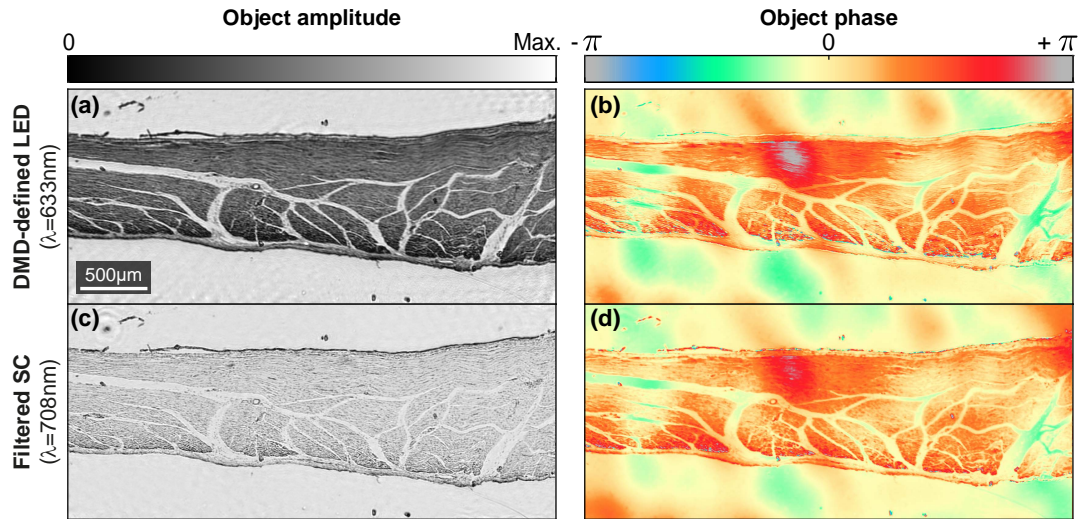 Object amplitude
Object phase
0
Max.
- π
0
+ π
DMD-defined LED
(λ=633nm)
(a)
(b)
500µm
Filtered SC
(λ=708nm)
(c)
(d)